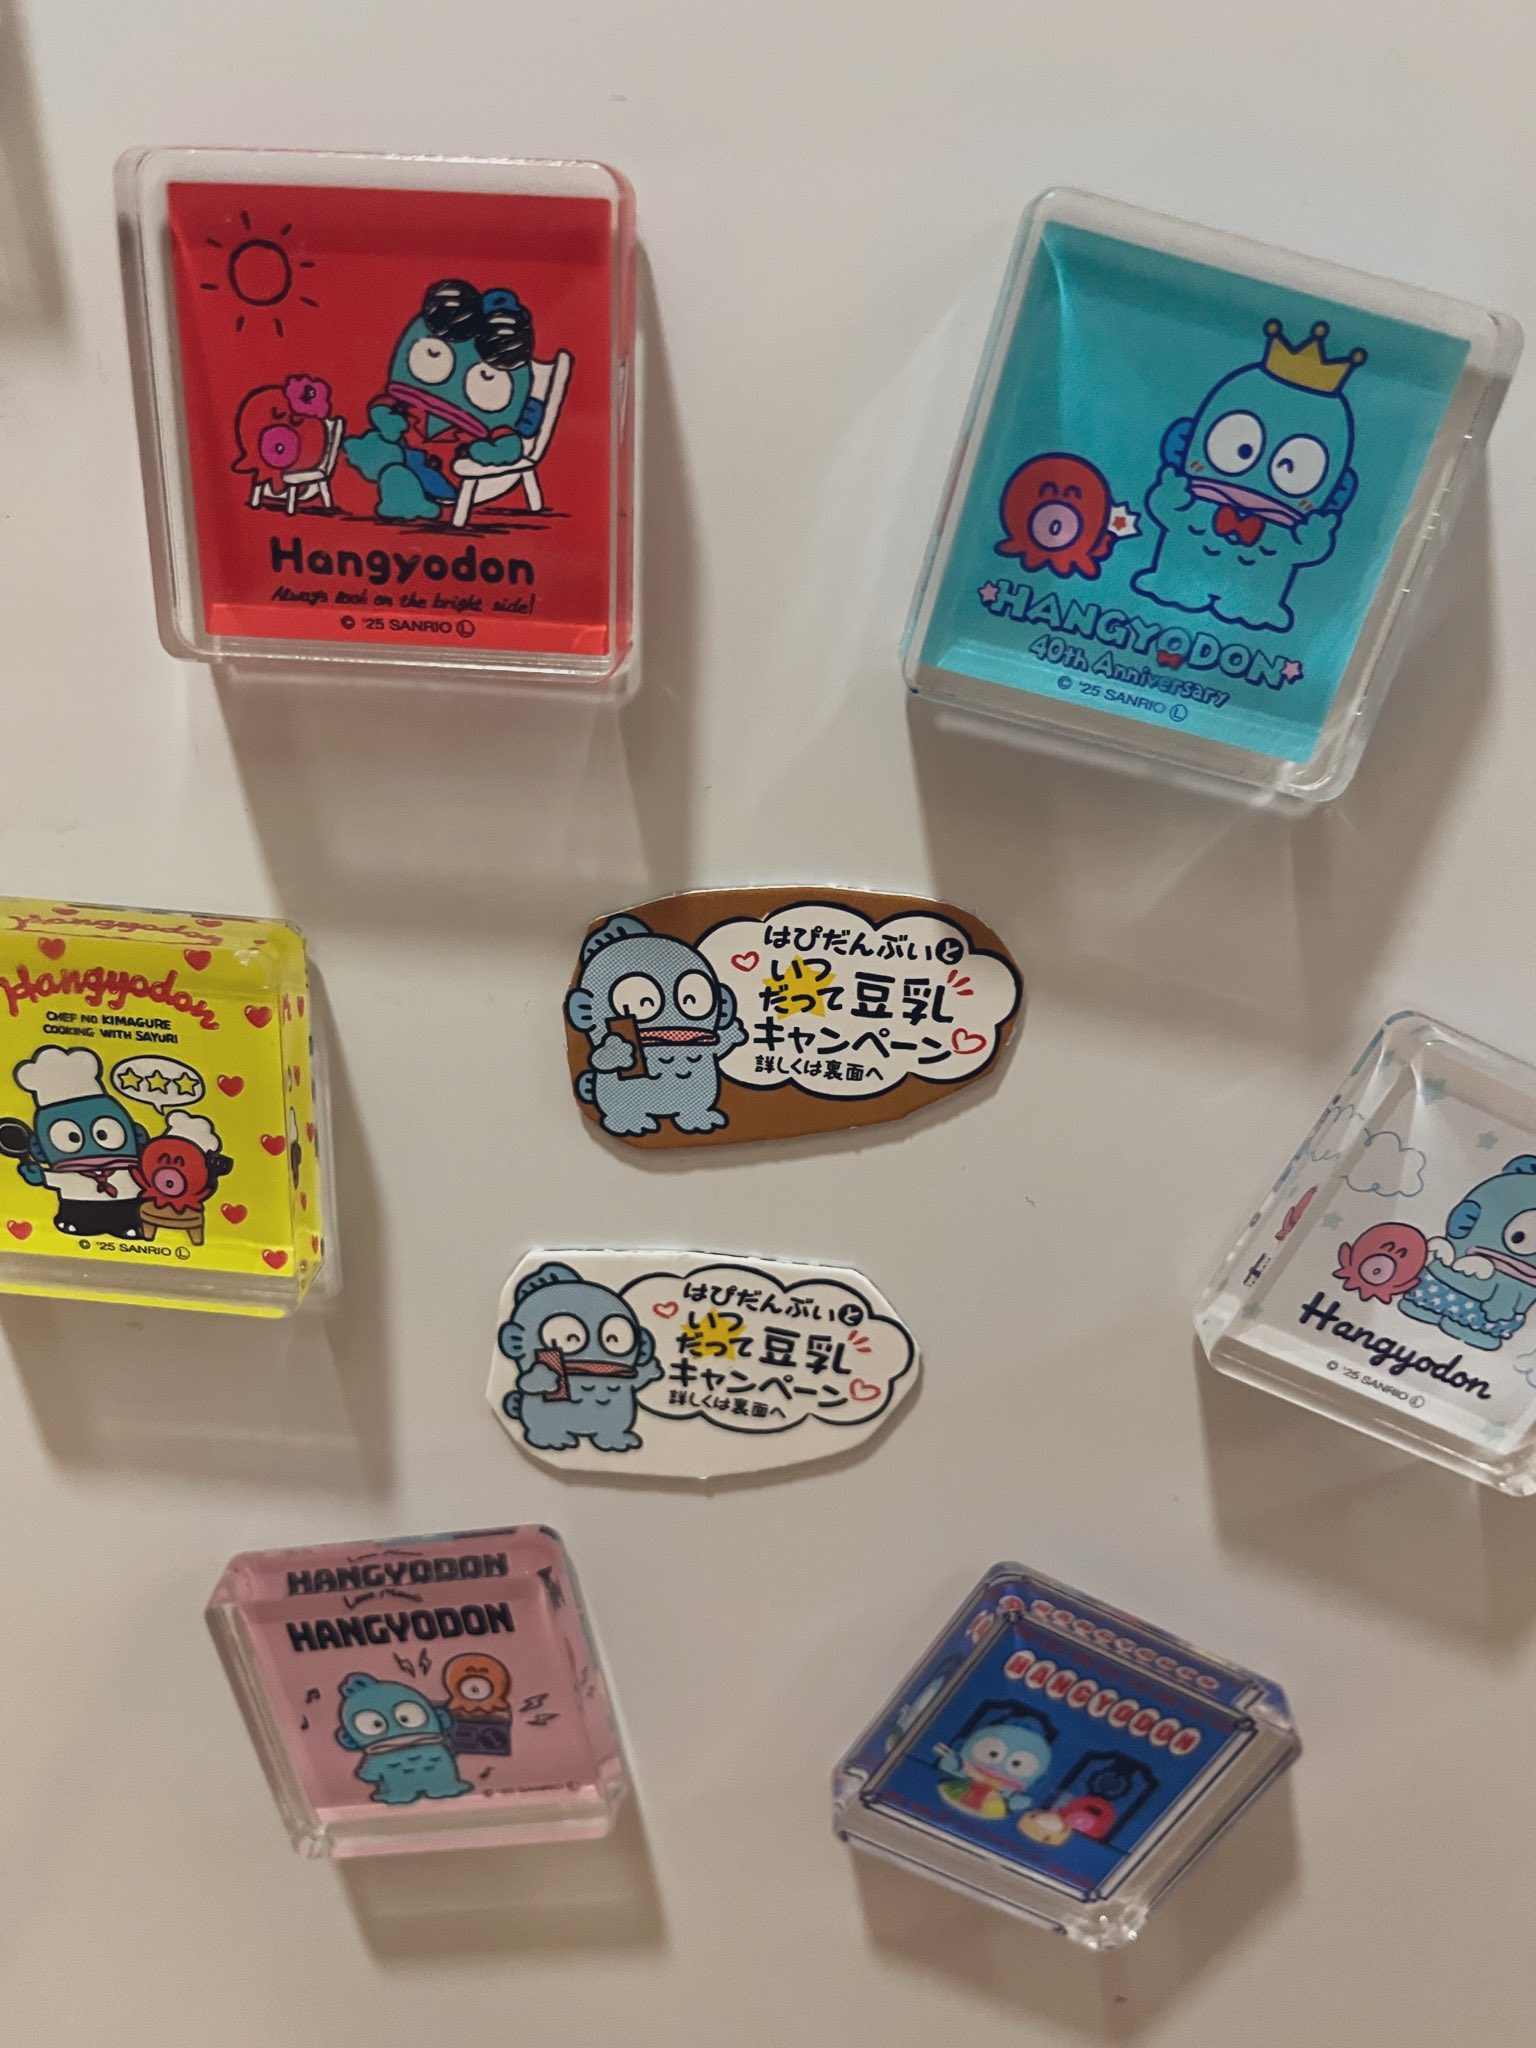 Hangyodon
Always look on the bright side!
© '25 SANRIO Ⓛ
HANGYODON
40th Anniversary
© '25 SANRIO Ⓛ
Hangyodon
CHEF NO KIMAGURE
COOKING WITH SAYURI
© '25 SANRIO Ⓛ
はぴだんぶいと
いつ
だって豆乳
キャンペーン
詳しくは裏面へ
Hangyodon
© '25 SANRIO Ⓛ
はぴだんぶいと
いつ
だって豆乳
キャンペーン
詳しくは裏面へ
HANGYODON
HANGYODON
© '25 SANRIO Ⓛ
HANGYODON